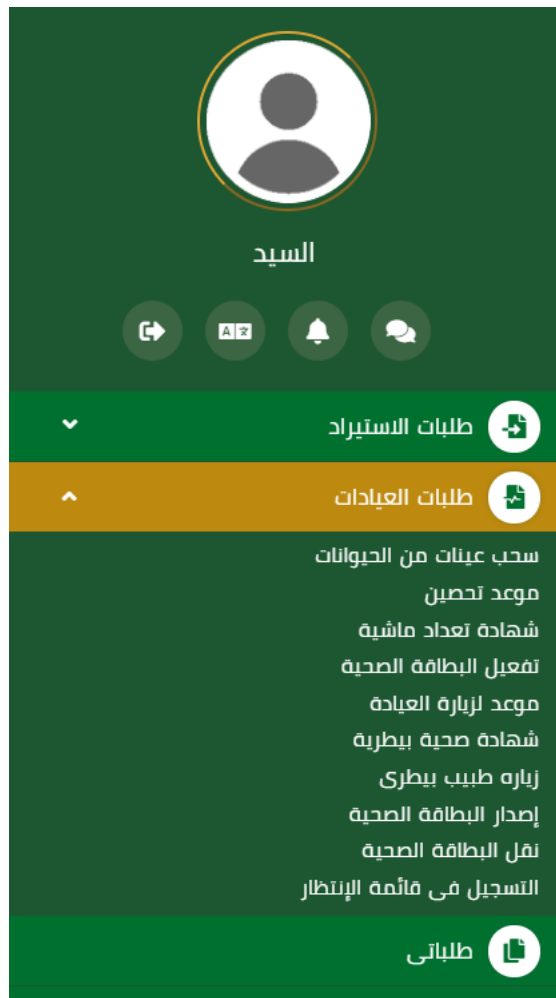 السيد
A
طلبات الاستيراد
طلبات العيادات
سحب عينات من الحيوانات
موعد تحصين
شهادة تعداد ماشية
تفعيل البطاقة الصحية
موعد لزيارة العيادة
شهادة صحية بيطرية
زياره طبيب بيطرى
إصدار البطاقة الصحية
نقل البطاقة الصحية
التسجيل فى قائمة الإنتظار
طلباتى